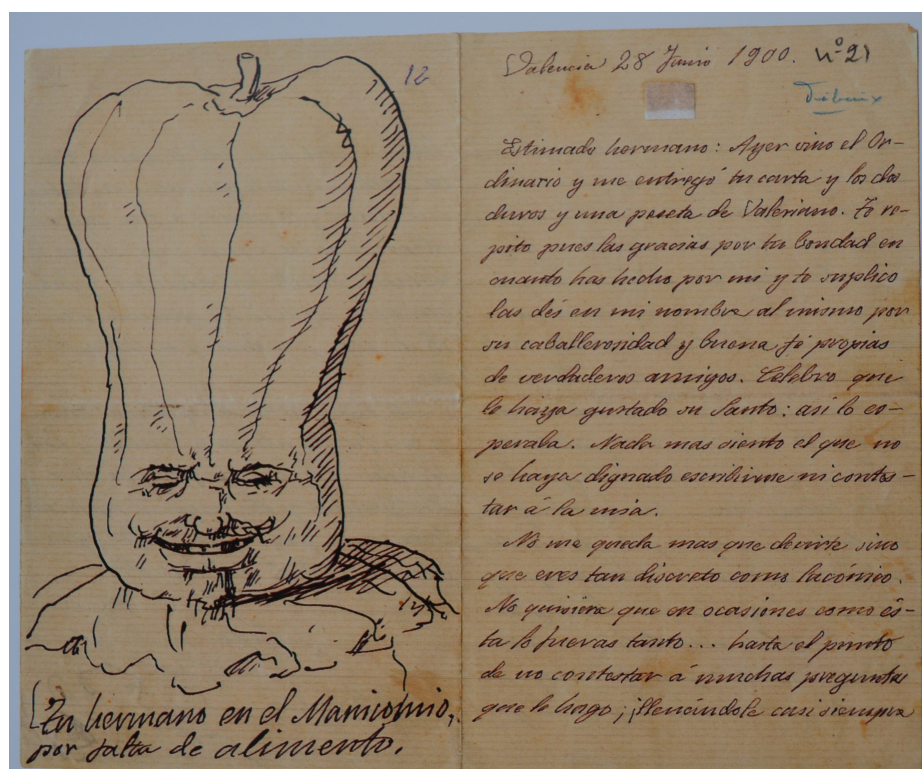 12
Tu hermano en el Manicomio,
por falta de alimento.
Valencia 28 Junio 1900. Nº 2)
Estimado hermano: Ayer vino el Or-
dinario y me entregó tu carta y los dos
duros y una peseta de Valeriano. Te re-
pito pues las gracias por tu bondad en
cuanto has hecho por mi y te suplico
las dés en mi nombre al mismo por
su caballerosidad y buena fé propias
de verdaderos amigos. Celebro que
le haya gustado su Santo: asi lo es-
peraba. Nada mas siento el que no
se haya dignado escribirme ni contes-
tar á la mia.
No me queda mas que decirte sino
que eres tan discreto como lacónico.
No quisiera que en ocasiones como és-
ta lo fueras tanto... hasta el punto
de no contestar á muchas preguntas
que te hago; ¡llenándole casi siempre